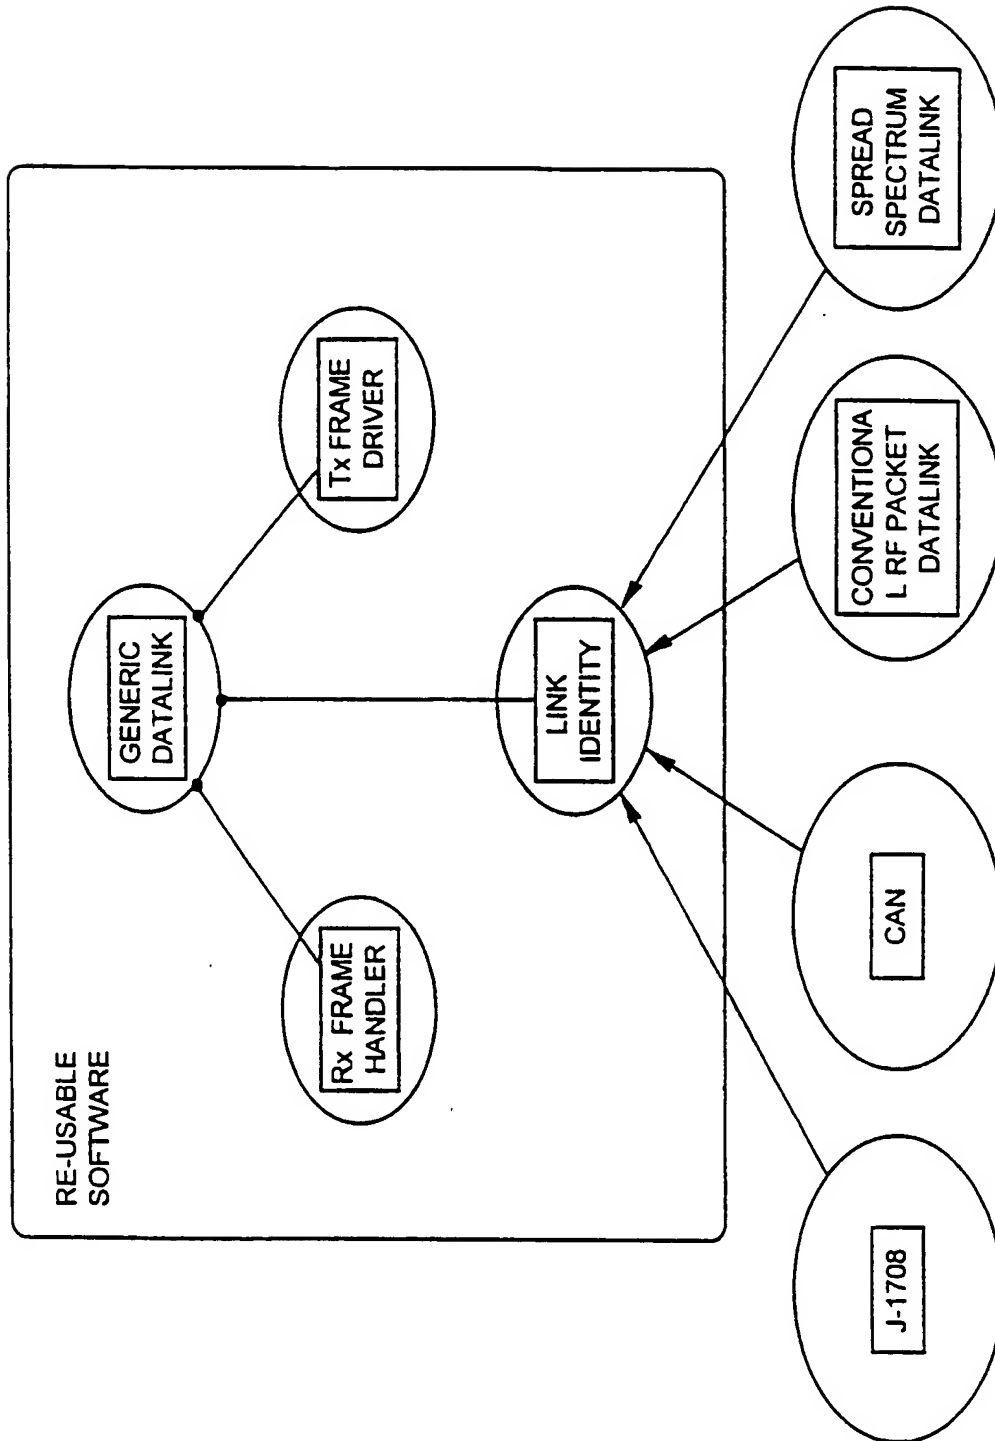 RE-USABLE
SOFTWARE
GENERIC
DATALINK
Rx FRAME
HANDLER
Tx FRAME
DRIVER
LINK
IDENTITY
J-1708
CAN
CONVENTIONA
L RF PACKET
DATALINK
SPREAD
SPECTRUM
DATALINK